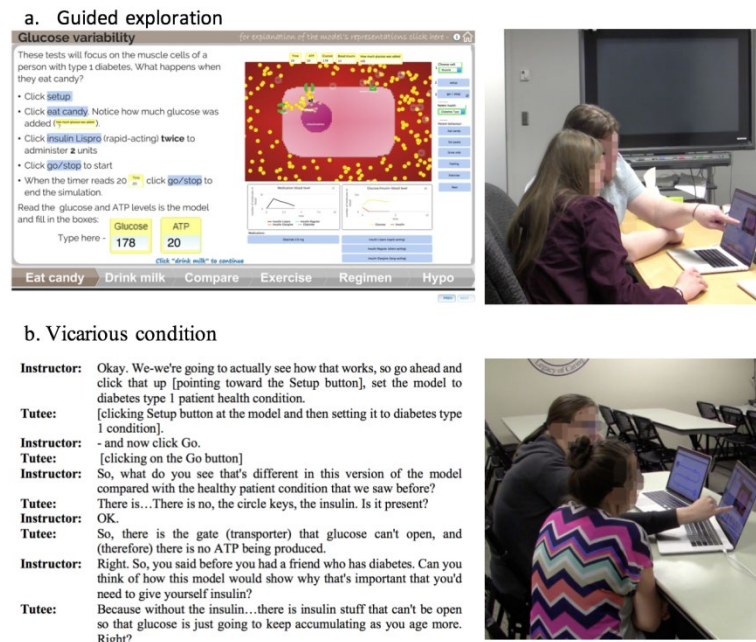 a. Guided exploration
Glucose variability
for explanation of the model's representations click here -
These tests will focus on the muscle cells of a
person with type 1 diabetes. What happens when
they eat candy?
• Click setup
• Click eat candy. Notice how much glucose was
added
• Click insulin Lispro (rapid-acting) twice to
administer 2 units
• Click go/stop to start
• When the timer reads 20 click go/stop to
end the simulation.
Read the glucose and ATP levels is the model
and fill in the boxes:
Glucose ATP
Type here - 178 20
Click "drink milk" to continue
Eat candy Drink milk Compare Exercise Regimen Hypo
b. Vicarious condition
Instructor: Okay. We-we're going to actually see how that works, so go ahead and
click that up [pointing toward the Setup button], set the model to
diabetes type 1 patient health condition.
Tutee: [clicking Setup button at the model and then setting it to diabetes type
1 condition].
Instructor: - and now click Go.
Tutee: [clicking on the Go button]
Instructor: So, what do you see that's different in this version of the model
compared with the healthy patient condition that we saw before?
Tutee: There is…There is no, the circle keys, the insulin. Is it present?
Instructor: OK.
Tutee: So, there is the gate (transporter) that glucose can't open, and
(therefore) there is no ATP being produced.
Instructor: Right. So, you said before you had a friend who has diabetes. Can you
think of how this model would show why that's important that you'd
need to give yourself insulin?
Tutee: Because without the insulin…there is insulin stuff that can't be open
so that glucose is just going to keep accumulating as you age more.
Right?